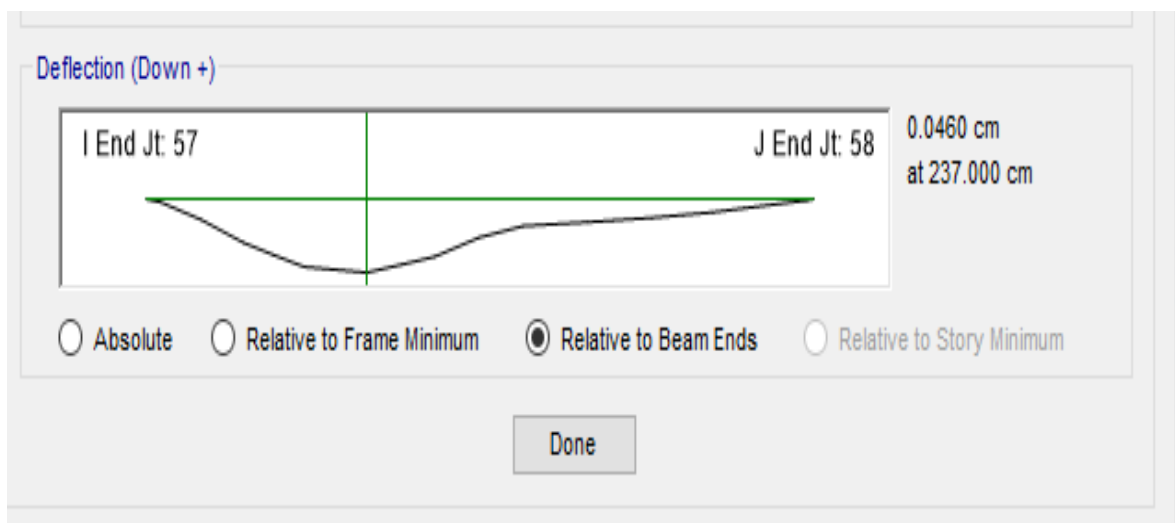 Deflection (Down +)
I End Jt: 57
J End Jt: 58
0.0460 cm
at 237.000 cm
Absolute
Relative to Frame Minimum
Relative to Beam Ends
Relative to Story Minimum
Done